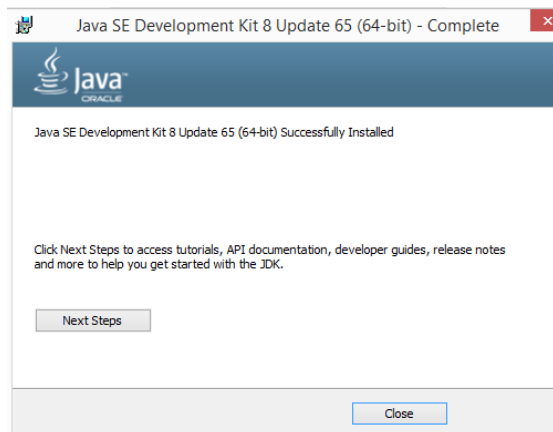 Java SE Development Kit 8 Update 65 (64-bit) - Complete
Java™
ORACLE
Java SE Development Kit 8 Update 65 (64-bit) Successfully Installed
Click Next Steps to access tutorials, API documentation, developer guides, release notes
and more to help you get started with the JDK.
Next Steps
Close